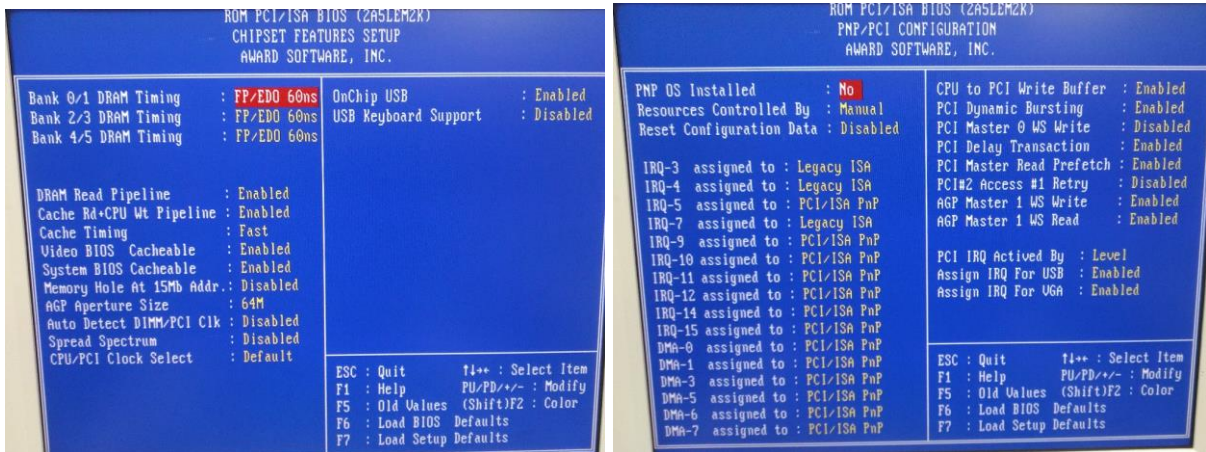 ROM PCI/ISA BIOS (2A5LEM2K)
CHIPSET FEATURES SETUP
AWARD SOFTWARE, INC.
Bank 0/1 DRAM Timing : FP/EDO 60ns
Bank 2/3 DRAM Timing : FP/EDO 60ns
Bank 4/5 DRAM Timing : FP/EDO 60ns
DRAM Read Pipeline : Enabled
Cache Rd+CPU Wt Pipeline : Enabled
Cache Timing : Fast
Video BIOS Cacheable : Enabled
System BIOS Cacheable : Enabled
Memory Hole At 15Mb Addr.: Disabled
AGP Aperture Size : 64M
Auto Detect DIMM/PCI Clk : Disabled
Spread Spectrum : Disabled
CPU/PCI Clock Select : Default
OnChip USB : Enabled
USB Keyboard Support : Disabled
ESC : Quit ↑↓→← : Select Item
F1 : Help PU/PD/+/- : Modify
F5 : Old Values (Shift)F2 : Color
F6 : Load BIOS Defaults
F7 : Load Setup Defaults
ROM PCI/ISA BIOS (2A5LEM2K)
PNP/PCI CONFIGURATION
AWARD SOFTWARE, INC.
PNP OS Installed : No
Resources Controlled By : Manual
Reset Configuration Data : Disabled
IRQ-3 assigned to : Legacy ISA
IRQ-4 assigned to : Legacy ISA
IRQ-5 assigned to : PCI/ISA PnP
IRQ-7 assigned to : Legacy ISA
IRQ-9 assigned to : PCI/ISA PnP
IRQ-10 assigned to : PCI/ISA PnP
IRQ-11 assigned to : PCI/ISA PnP
IRQ-12 assigned to : PCI/ISA PnP
IRQ-14 assigned to : PCI/ISA PnP
IRQ-15 assigned to : PCI/ISA PnP
DMA-0 assigned to : PCI/ISA PnP
DMA-1 assigned to : PCI/ISA PnP
DMA-3 assigned to : PCI/ISA PnP
DMA-5 assigned to : PCI/ISA PnP
DMA-6 assigned to : PCI/ISA PnP
DMA-7 assigned to : PCI/ISA PnP
CPU to PCI Write Buffer : Enabled
PCI Dynamic Bursting : Enabled
PCI Master 0 WS Write : Disabled
PCI Delay Transaction : Enabled
PCI Master Read Prefetch : Enabled
PCI#2 Access #1 Retry : Disabled
AGP Master 1 WS Write : Enabled
AGP Master 1 WS Read : Enabled
PCI IRQ Actived By : Level
Assign IRQ For USB : Enabled
Assign IRQ For VGA : Enabled
ESC : Quit ↑↓→← : Select Item
F1 : Help PU/PD/+/- : Modify
F5 : Old Values (Shift)F2 : Color
F6 : Load BIOS Defaults
F7 : Load Setup Defaults